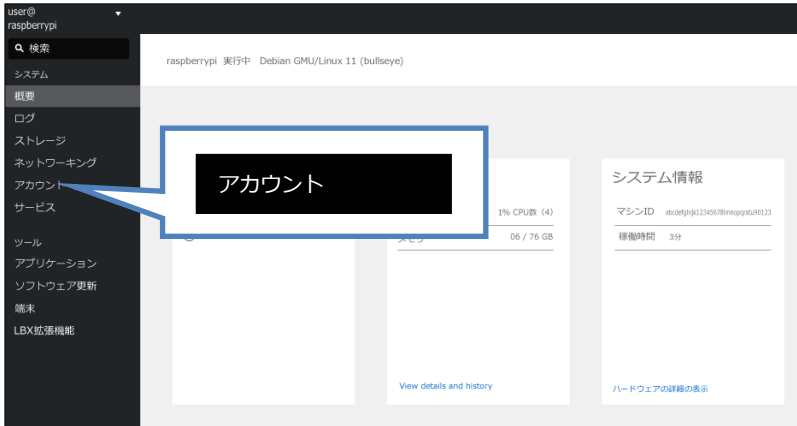 user@
raspberrypi
検索
システム
概要
ログ
ストレージ
ネットワーキング
アカウント
サービス
ツール
アプリケーション
ソフトウェア更新
端末
LBX拡張機能
raspberrypi 実行中 Debian GMU/Linux 11 (bullseye)
アカウント
1% CPU数 (4)
メモリ 06 / 76 GB
View details and history
システム情報
マシンID
稼働時間 3分
ハードウェアの詳細の表示